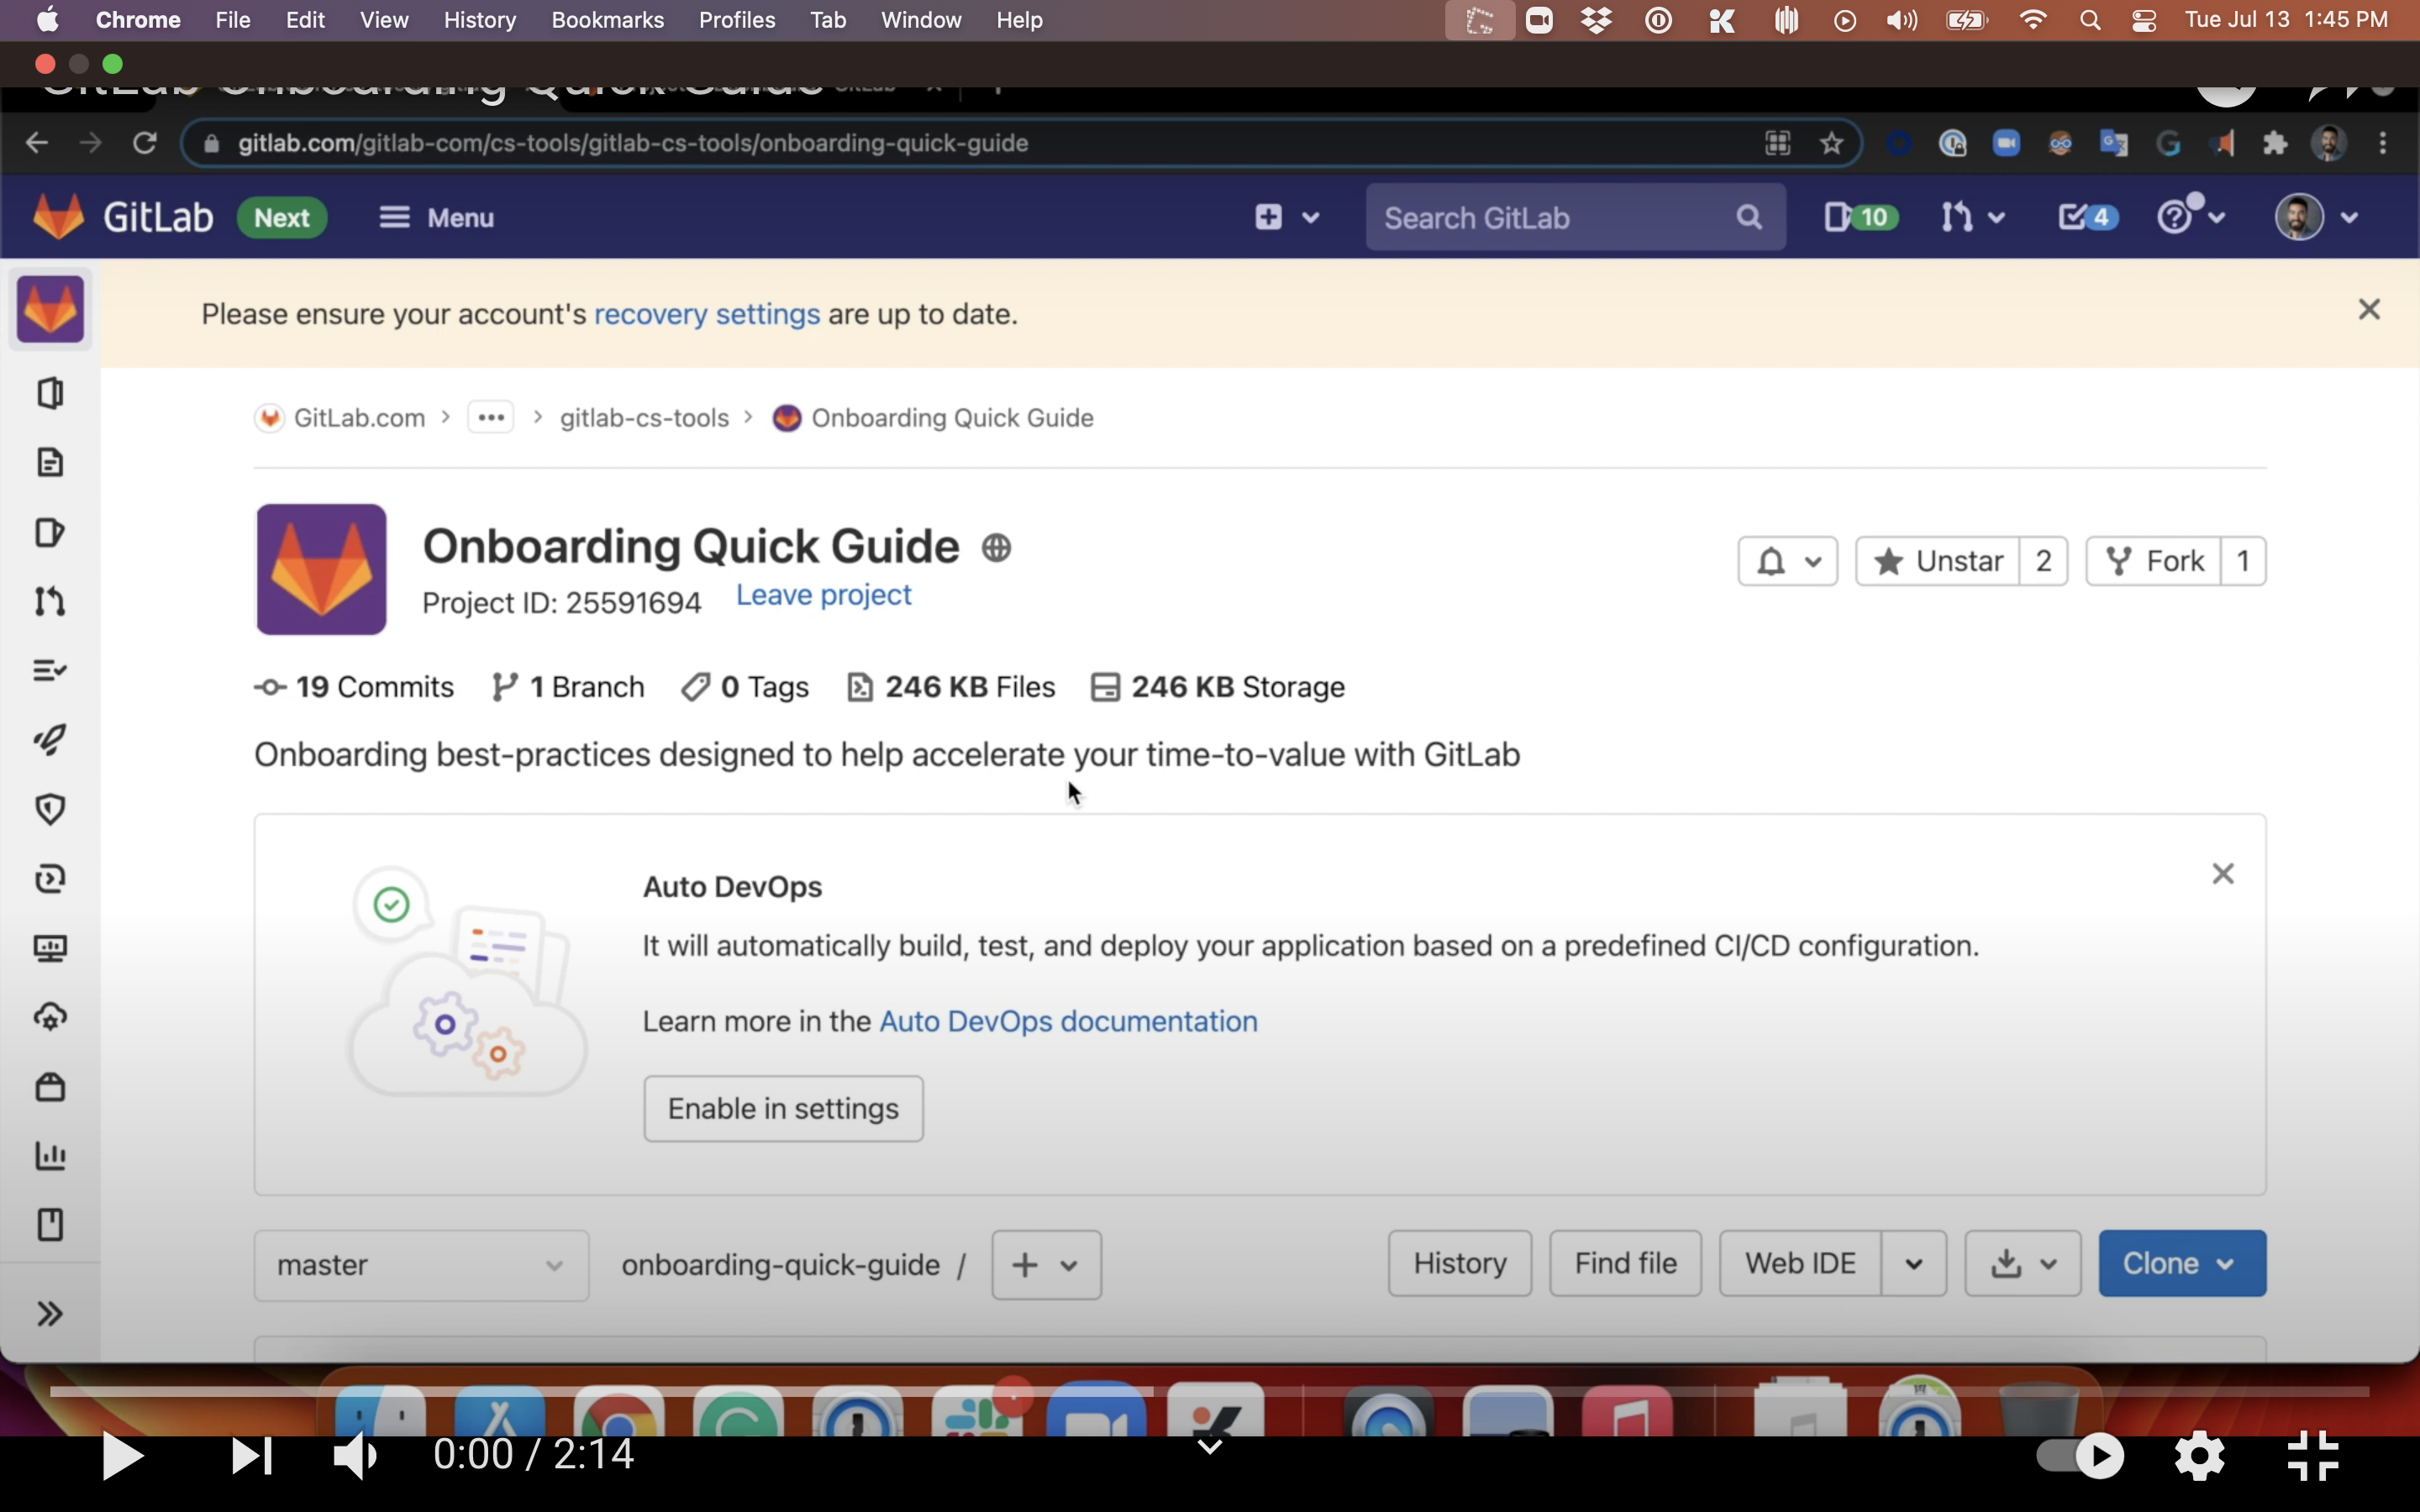 Chrome File Edit View History Bookmarks Profiles Tab Window Help Tue Jul 13 1:45 PM
GitLab Onboarding Quick Guide
gitlab.com/gitlab-com/cs-tools/gitlab-cs-tools/onboarding-quick-guide
GitLab Next Menu Search GitLab 10 4
Please ensure your account's recovery settings are up to date.
GitLab.com > ... > gitlab-cs-tools > Onboarding Quick Guide
Onboarding Quick Guide
Unstar 2 Fork 1
Project ID: 25591694 Leave project
19 Commits 1 Branch 0 Tags 246 KB Files 246 KB Storage
Onboarding best-practices designed to help accelerate your time-to-value with GitLab
Auto DevOps
It will automatically build, test, and deploy your application based on a predefined CI/CD configuration.
Learn more in the Auto DevOps documentation
Enable in settings
master onboarding-quick-guide / + History Find file Web IDE Clone
0:00 / 2:14